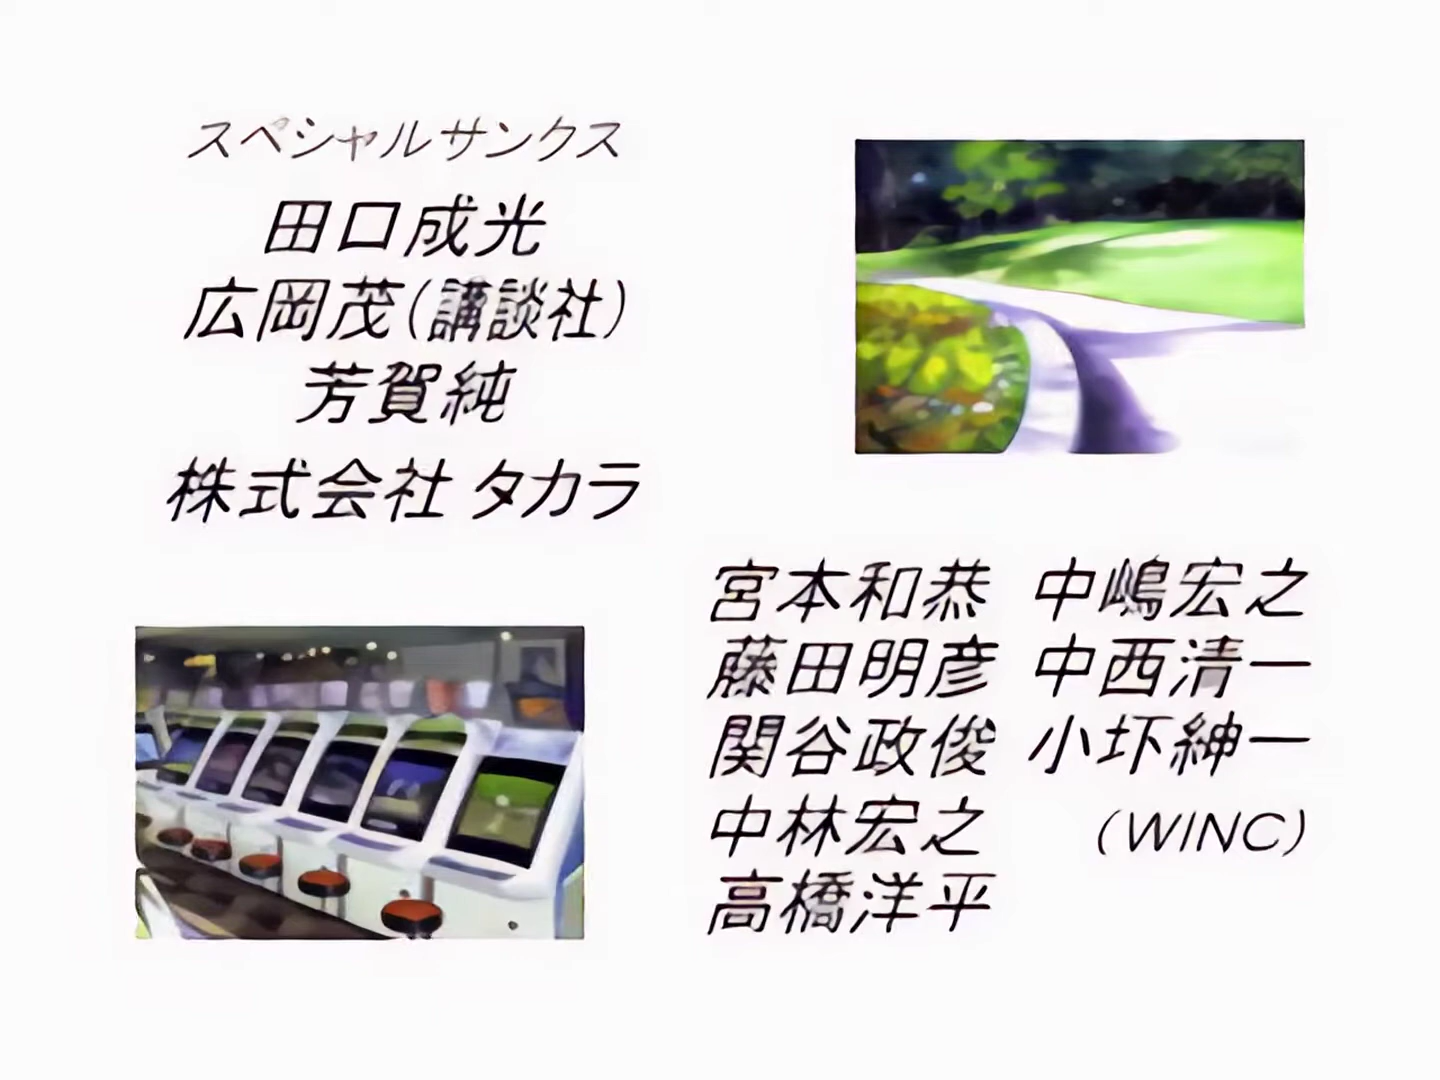 スペシャルサンクス
田口成光
広岡茂(講談社)
芳賀純
株式会社 タカラ
宮本和恭 中嶋宏之
藤田明彦 中西清一
関谷政俊 小坏紳一
中林宏之 (WINC)
高橋洋平